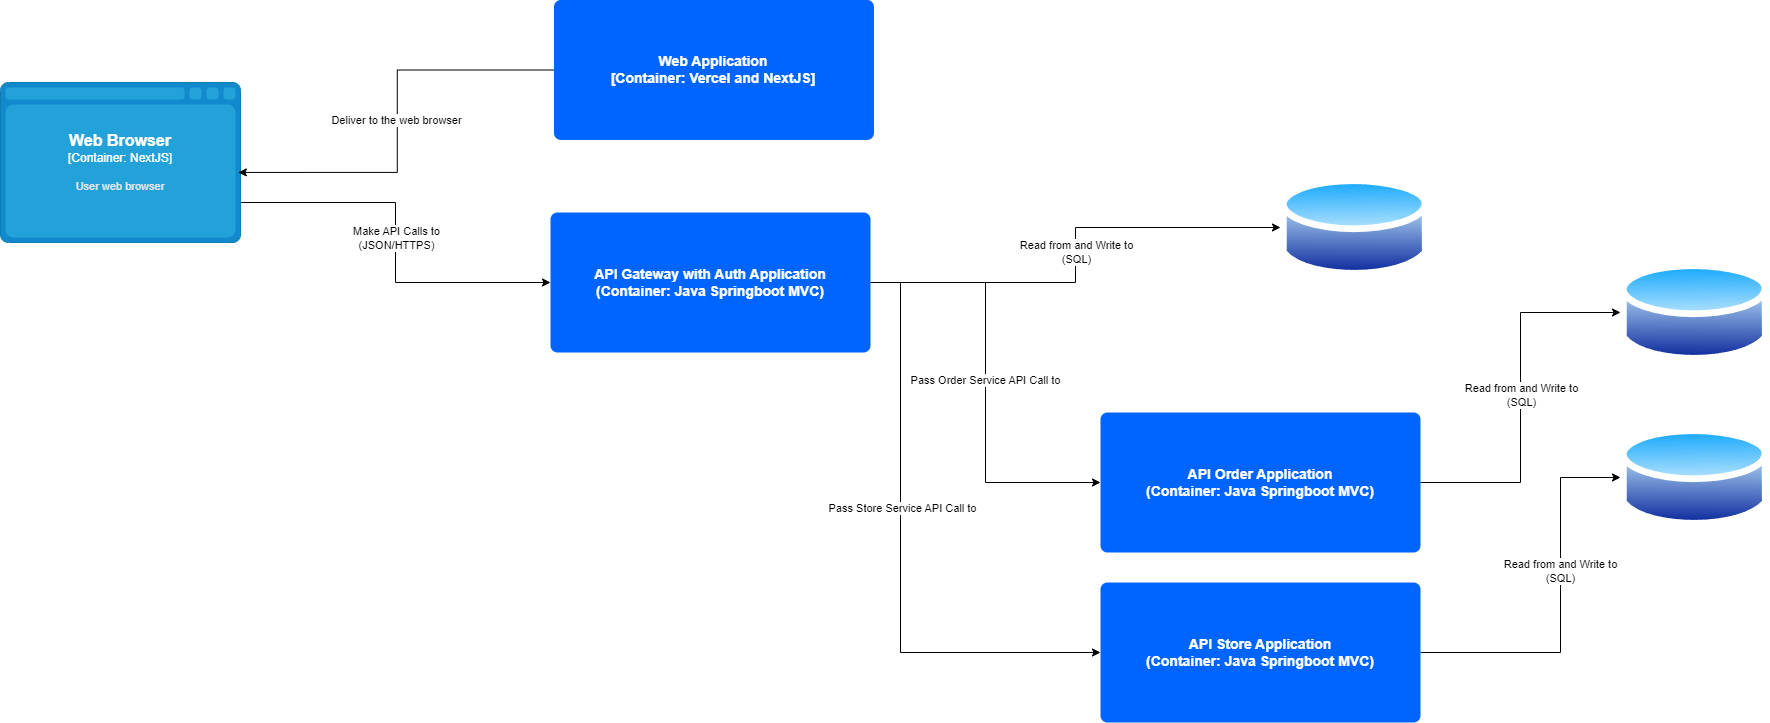 Web Application
[Container: Vercel and NextJS]
Deliver to the web browser
Web Browser
[Container: NextJS]
User web browser
Make API Calls to
(JSON/HTTPS)
API Gateway with Auth Application
(Container: Java Springboot MVC)
Read from and Write to
(SQL)
Pass Order Service API Call to
Read from and Write to
(SQL)
API Order Application
(Container: Java Springboot MVC)
Pass Store Service API Call to
Read from and Write to
(SQL)
API Store Application
(Container: Java Springboot MVC)